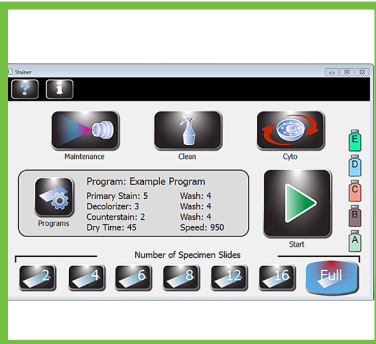 Stainer
? i
Maintenance Clean Cyto
E
D
C
B
A
Program: Example Program
Primary Stain: 5 Wash: 4
Decolorizer: 3 Wash: 4
Counterstain: 2 Wash: 4
Dry Time: 45 Speed: 950
Programs
Start
Number of Specimen Slides
2 4 6 8 12 16 Full